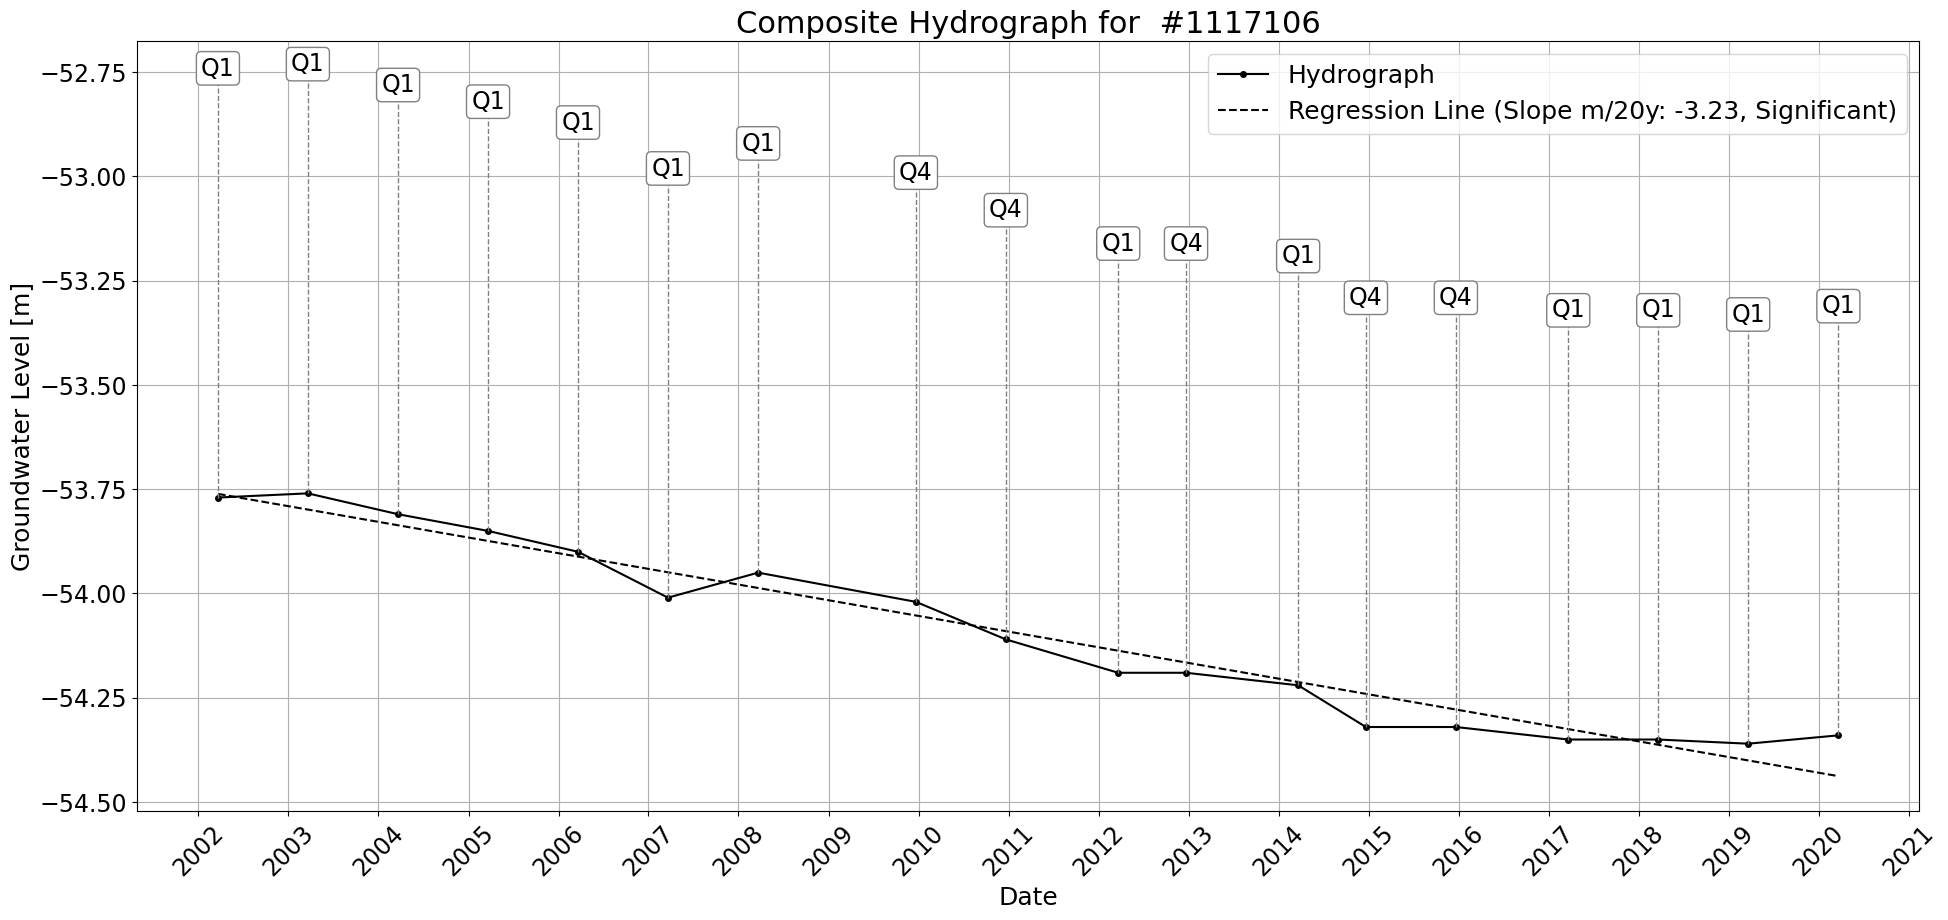 Composite Hydrograph for  #1117106
Hydrograph
Regression Line (Slope m/20y: -3.23, Significant)
Q1
Q1
Q1
Q1
Q1
Q1
Q1
Q4
Q4
Q1
Q4
Q1
Q4
Q4
Q1
Q1
Q1
Q1
Groundwater Level [m]
−52.75
−53.00
−53.25
−53.50
−53.75
−54.00
−54.25
−54.50
2002
2003
2004
2005
2006
2007
2008
2009
2010
2011
2012
2013
2014
2015
2016
2017
2018
2019
2020
2021
Date